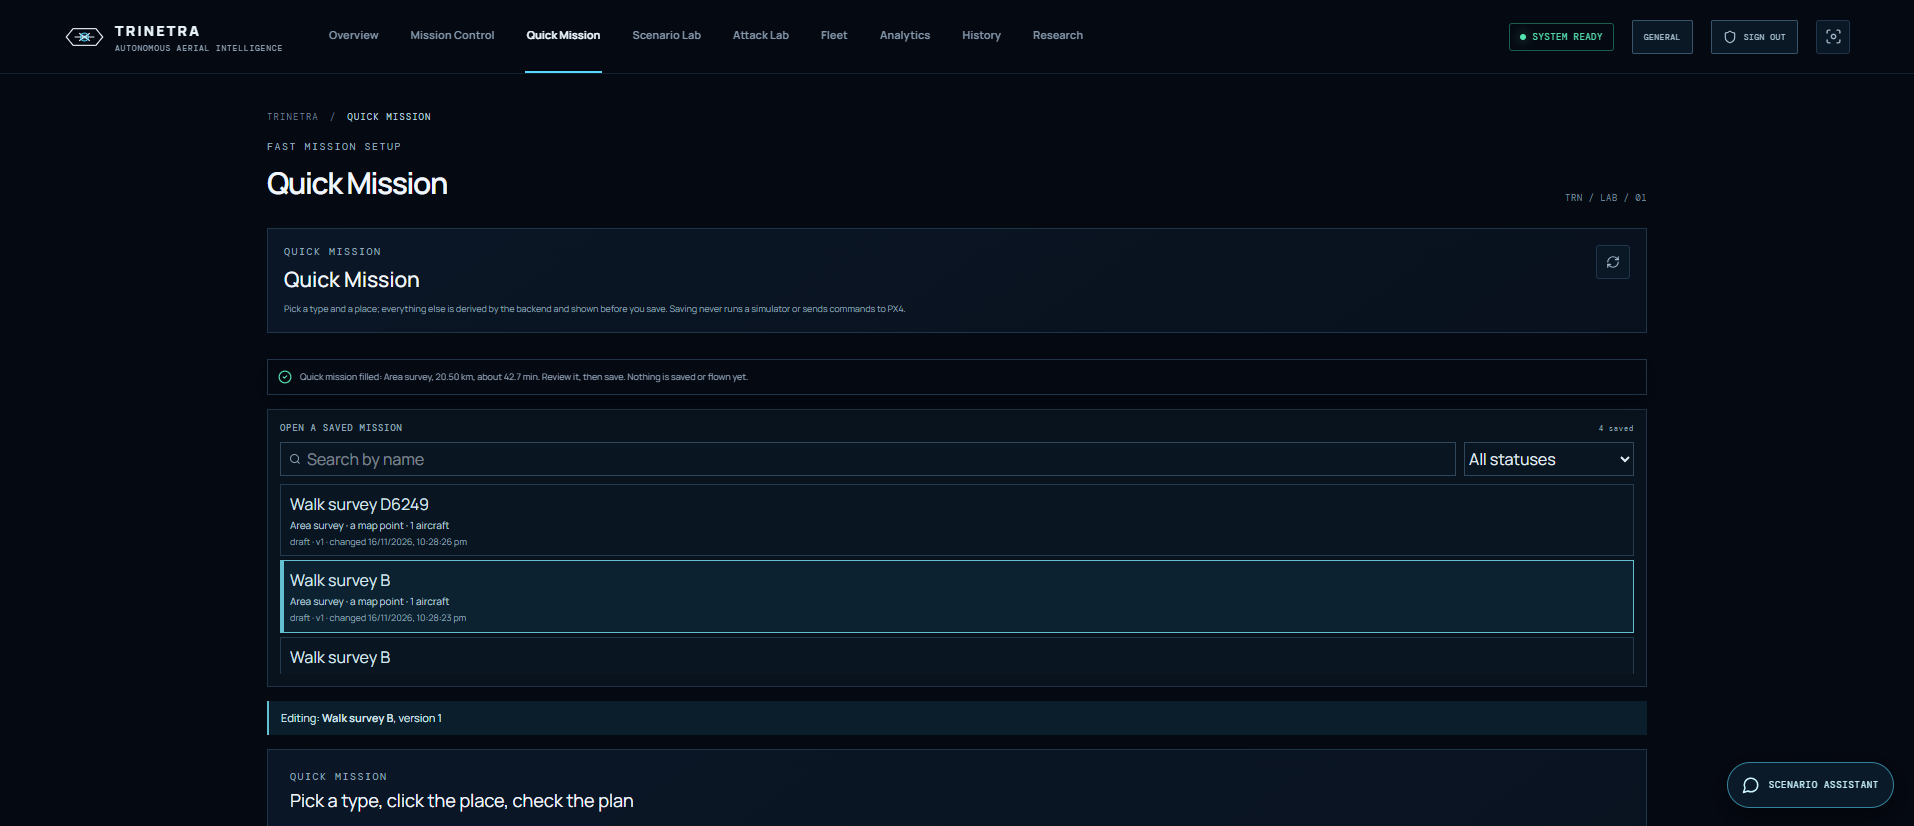 TRINETRA
AUTONOMOUS AERIAL INTELLIGENCE
Overview
Mission Control
Quick Mission
Scenario Lab
Attack Lab
Fleet
Analytics
History
Research
SYSTEM READY
GENERAL
SIGN OUT
TRINETRA / QUICK MISSION
FAST MISSION SETUP
Quick Mission
TRN / LAB / 01
QUICK MISSION
Quick Mission
Pick a type and a place; everything else is derived by the backend and shown before you save. Saving never runs a simulator or sends commands to PX4.
Quick mission filled: Area survey, 20.50 km, about 42.7 min. Review it, then save. Nothing is saved or flown yet.
OPEN A SAVED MISSION
4 saved
Search by name
All statuses
Walk survey D6249
Area survey · a map point · 1 aircraft
draft · v1 · changed 16/11/2026, 10:28:26 pm
Walk survey B
Area survey · a map point · 1 aircraft
draft · v1 · changed 16/11/2026, 10:28:23 pm
Walk survey B
Editing: Walk survey B, version 1
QUICK MISSION
Pick a type, click the place, check the plan
SCENARIO ASSISTANT